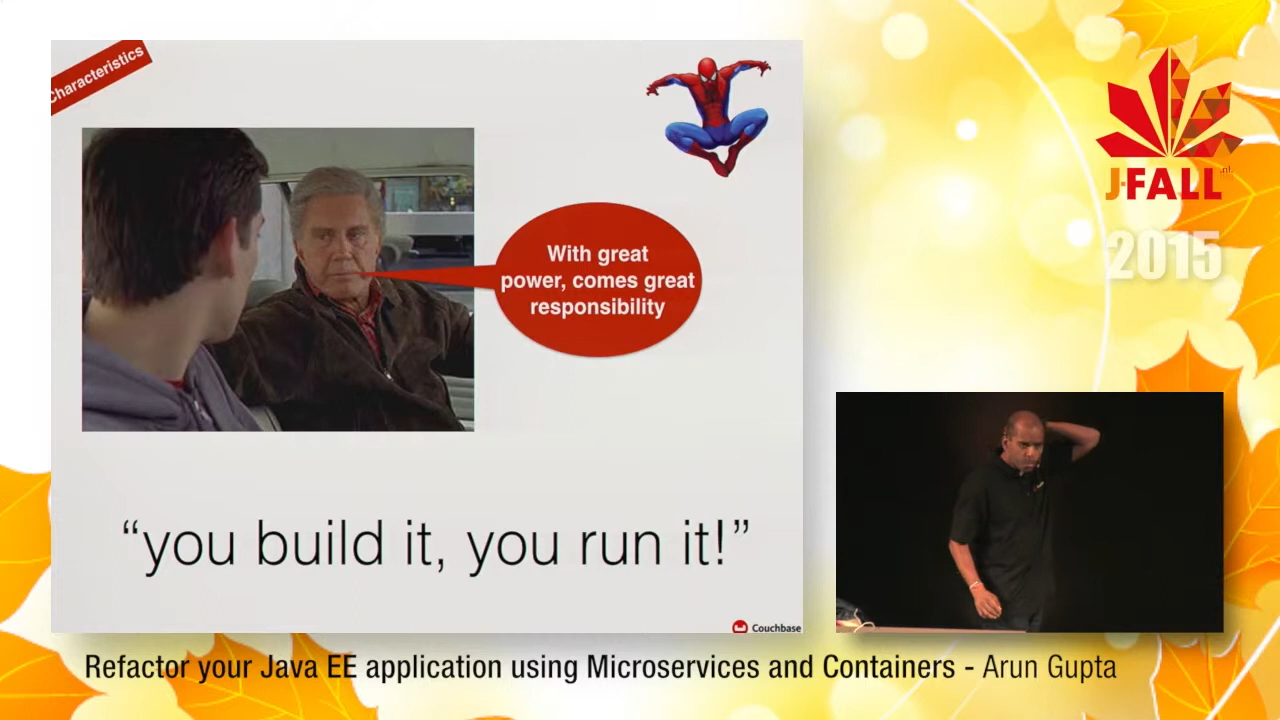 Characteristics
With great
power, comes great
responsibility
“you build it, you run it!”
Couchbase
J-FALL
.nl
2015
Refactor your Java EE application using Microservices and Containers - Arun Gupta